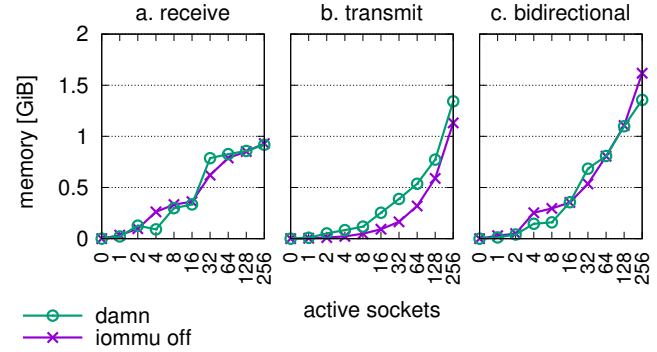 a. receive b. transmit c. bidirectional
memory [GiB]
2
1.5
1
0.5
0
0 1 2 4 8 16 32 64 128 256 0 1 2 4 8 16 32 64 128 256 0 1 2 4 8 16 32 64 128 256
active sockets
damn
iommu off